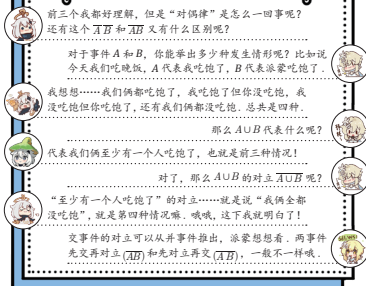 前三个我都好理解，但是“对偶律”是怎么一回事呢？
还有这个 \overline{A}\,\overline{B} 和 \overline{AB} 又有什么区别呢？
对于事件 A 和 B，你能举出多少种发生情形呢？比如说
今天我们吃晚饭，A 代表我吃饱了，B 代表派蒙吃饱了．
我想想……我们俩都吃饱了，我吃饱了但你没吃饱，我
没吃饱但你吃饱了，还有我们俩都没吃饱．总共是四种．
那么 A∪B 代表什么呢？
代表我们俩至少有一个人吃饱了，也就是前三种情况！
对了，那么 A∪B 的对立 \overline{A∪B} 呢？
“至少有一个人吃饱了”的对立……就是说“我俩全都
没吃饱”，就是第四种情况嘛．哦哦，这下我就明白了！
交事件的对立可以从并事件推出，派蒙想想看．两事件
先交再对立(\overline{AB})和先对立再交(\overline{A}\,\overline{B})，一般不一样哦．